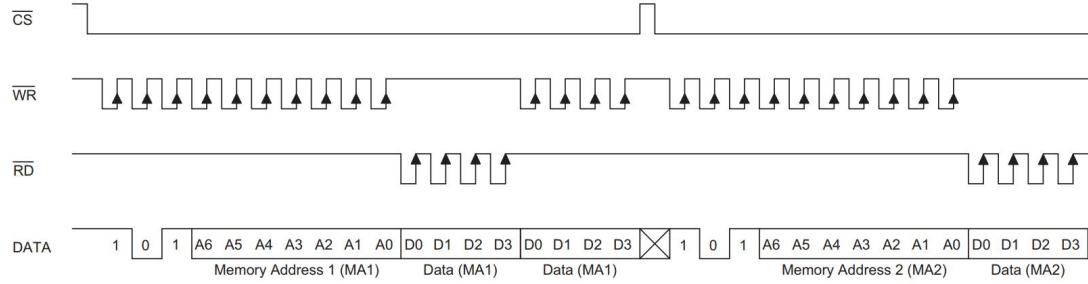 CS
WR
RD
DATA 1 0 1 A6 A5 A4 A3 A2 A1 A0 D0 D1 D2 D3 D0 D1 D2 D3 1 0 1 A6 A5 A4 A3 A2 A1 A0 D0 D1 D2 D3
Memory Address 1 (MA1) Data (MA1) Data (MA1) Memory Address 2 (MA2) Data (MA2)